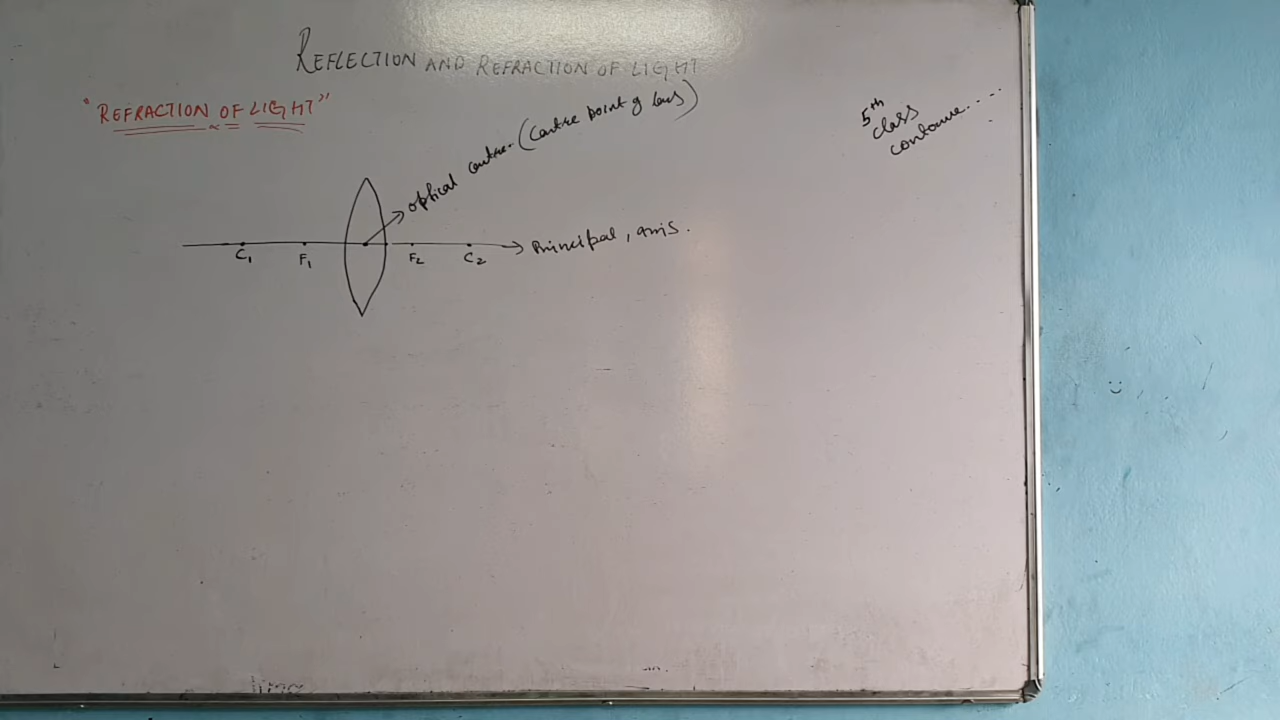 REFLECTION AND REFRACTION OF LIGHT
"REFRACTION OF LIGHT"
5th
class
continue....
optical centre. (Centre point of lens)
Principal, axis.
C1 F1 F2 C2